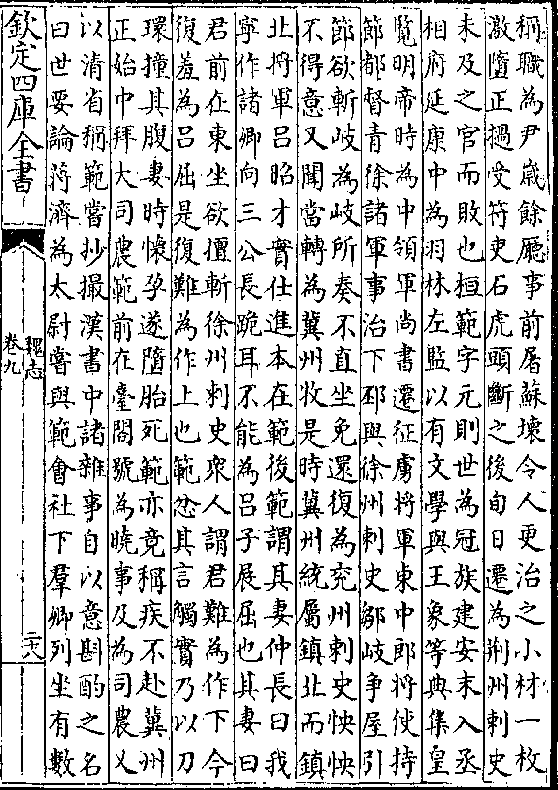 稱職為尹歲餘廳事前屠蘇壞令人更治之小材一枚
激墮正撾受符吏石虎頭斷之後旬日遷為荆州刺史
未及之官而敗也桓範字元則世為冠族建安末入丞
相府延康中為羽林左監以有文學與王象等典集皇
覽明帝時為中領軍尚書遷征虜將軍東中郎將使持
節都督青徐諸軍事治下邳與徐州刺史鄒岐争屋引
節欲斬岐為岐所奏不直坐免還復為兖州刺史怏怏
不得意又聞當轉為冀州牧是時冀州統屬鎮北而鎮
北將軍吕昭才實仕進本在範後範謂其妻仲長曰我
寧作諸卿向三公長跪耳不能為吕子展屈也其妻曰
君前在東坐欲擅斬徐州刺史衆人謂君難為作下今
復羞為吕屈是復難為作上也範忿其言觸實乃以刀
環撞其腹妻時懷孕遂墮胎死範亦竟稱疾不赴冀州
正始中拜大司農範前在臺閣號為曉事及為司農又
以清省稱範嘗抄撮漢書中諸雜事自以意斟酌之名
曰世要論蔣濟為太尉嘗與範會社下羣卿列坐有數
欽定四庫全書
魏志
卷九
二十八